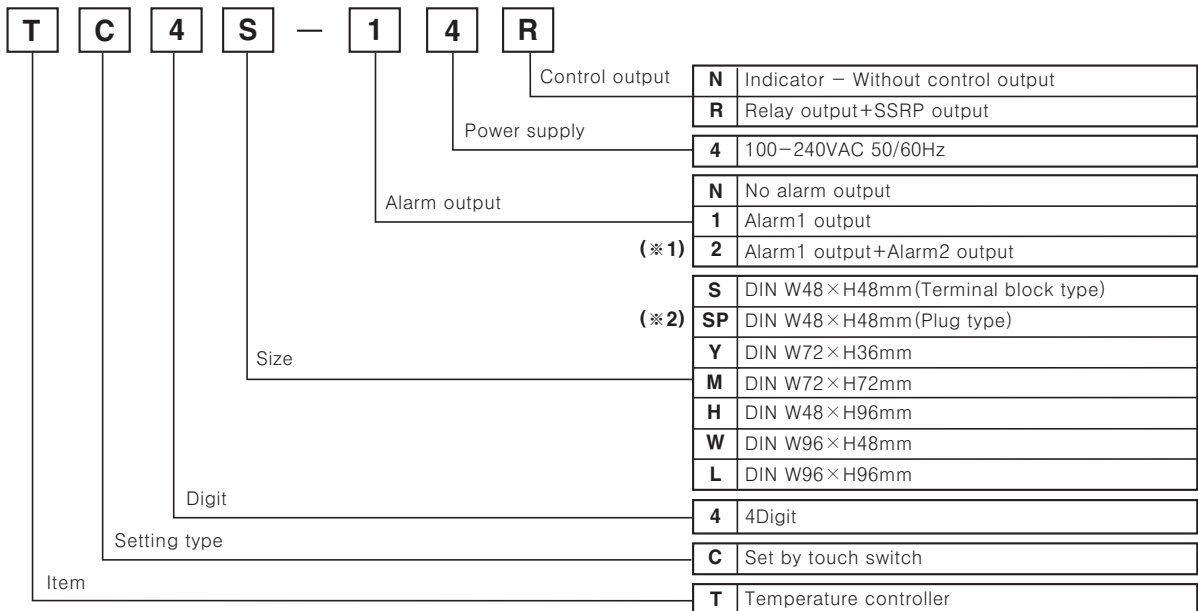 T C 4 S — 1 4 R
Control output
N Indicator － Without control output
R Relay output+SSRP output
Power supply
4 100－240VAC 50/60Hz
Alarm output
N No alarm output
1 Alarm1 output
(※1) 2 Alarm1 output+Alarm2 output
Size
S DIN W48×H48mm(Terminal block type)
(※2) SP DIN W48×H48mm(Plug type)
Y DIN W72×H36mm
M DIN W72×H72mm
H DIN W48×H96mm
W DIN W96×H48mm
L DIN W96×H96mm
Digit
4 4Digit
Setting type
C Set by touch switch
Item
T Temperature controller